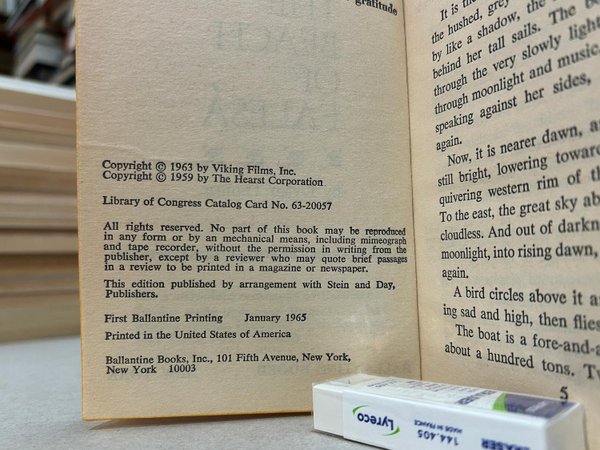 gratitude
Copyright © 1963 by Viking Films, Inc.
Copyright © 1959 by The Hearst Corporation
Library of Congress Catalog Card No. 63-20057
All rights reserved. No part of this book may be reproduced
in any form or by an mechanical means, including mimeograph
and tape recorder, without the permission in writing from the
publisher, except by a reviewer who may quote brief passages
in a review to be printed in a magazine or newspaper.
This edition published by arrangement with Stein and Day,
Publishers.
First Ballantine Printing January 1965
Printed in the United States of America
Ballantine Books, Inc., 101 Fifth Avenue, New York,
New York 10003
It is the
the hushed, grey
by like a shadow, the
behind her tall sails. The
through the very slowly light
through moonlight and music.
speaking against her sides,
again.
Now, it is nearer dawn,
still bright, lowering toward
quivering western rim of th
To the east, the great sky ab
cloudless. And out of darkn
moonlight, into rising dawn,
again.
A bird circles above it a
ing sad and high, then flies
The boat is a fore-and-a
about a hundred tons. Tw
5
Lyreco
144.405
MADE IN FRANCE
ERASER